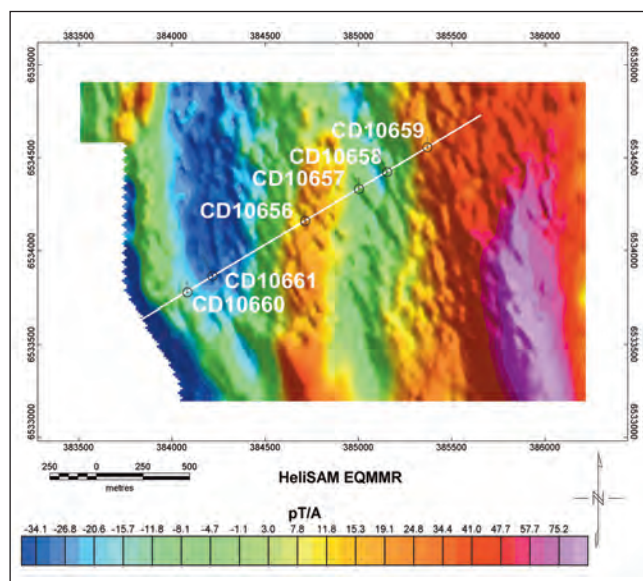 383500 384000 384500 385000 385500 386000
6535000 6535000
CD10659
CD10658
6534500 6534500
CD10657
CD10656
6534000 6534000
CD10661
CD10660
6533500 6533500
6533000 6533000
383500 384000 384500 385000 385500 386000
250 0 250 500
metres
HeliSAM EQMMR
N
pT/A
-34.1 -26.8 -20.6 -15.7 -11.8 -8.1 -4.7 -1.1 3.0 7.8 11.8 15.3 19.1 24.8 34.4 41.0 47.7 57.7 75.2